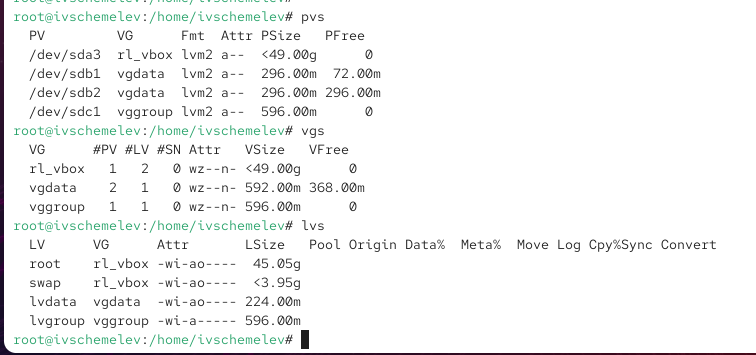 root@ivschemelev:/home/ivschemelev# pvs
  PV         VG      Fmt  Attr PSize   PFree
  /dev/sda3  rl_vbox lvm2 a--  <49.00g      0
  /dev/sdb1  vgdata  lvm2 a--  296.00m  72.00m
  /dev/sdb2  vgdata  lvm2 a--  296.00m 296.00m
  /dev/sdc1  vggroup lvm2 a--  596.00m      0
root@ivschemelev:/home/ivschemelev# vgs
  VG      #PV #LV #SN Attr   VSize   VFree
  rl_vbox   1   2   0 wz--n- <49.00g      0
  vgdata    2   1   0 wz--n- 592.00m 368.00m
  vggroup   1   1   0 wz--n- 596.00m      0
root@ivschemelev:/home/ivschemelev# lvs
  LV      VG      Attr       LSize   Pool Origin Data%  Meta%  Move Log Cpy%Sync Convert
  root    rl_vbox -wi-ao----  45.05g
  swap    rl_vbox -wi-ao----  <3.95g
  lvdata  vgdata  -wi-ao---- 224.00m
  lvgroup vggroup -wi-a----- 596.00m
root@ivschemelev:/home/ivschemelev#